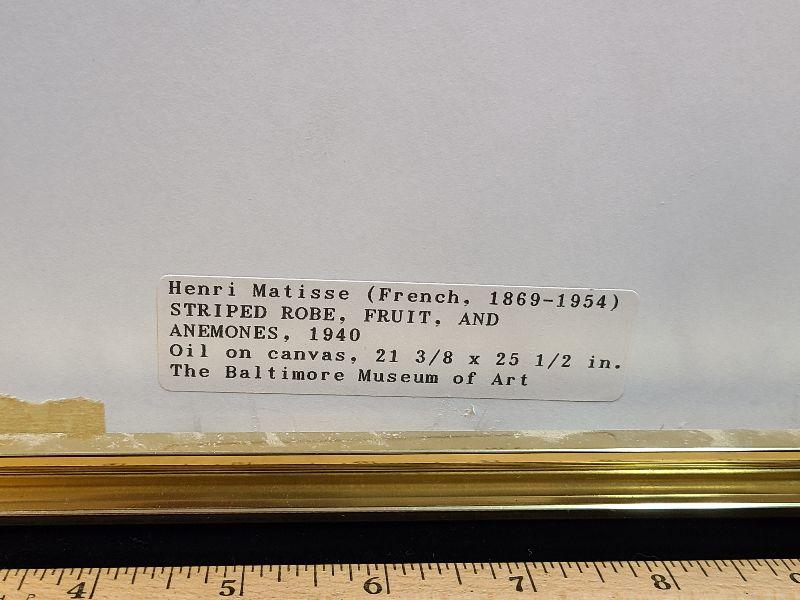 Henri Matisse (French, 1869-1954)
STRIPED ROBE, FRUIT, AND
ANEMONES, 1940
Oil on canvas, 21 3/8 x 25 1/2 in.
The Baltimore Museum of Art
4 5 6 7 8 9